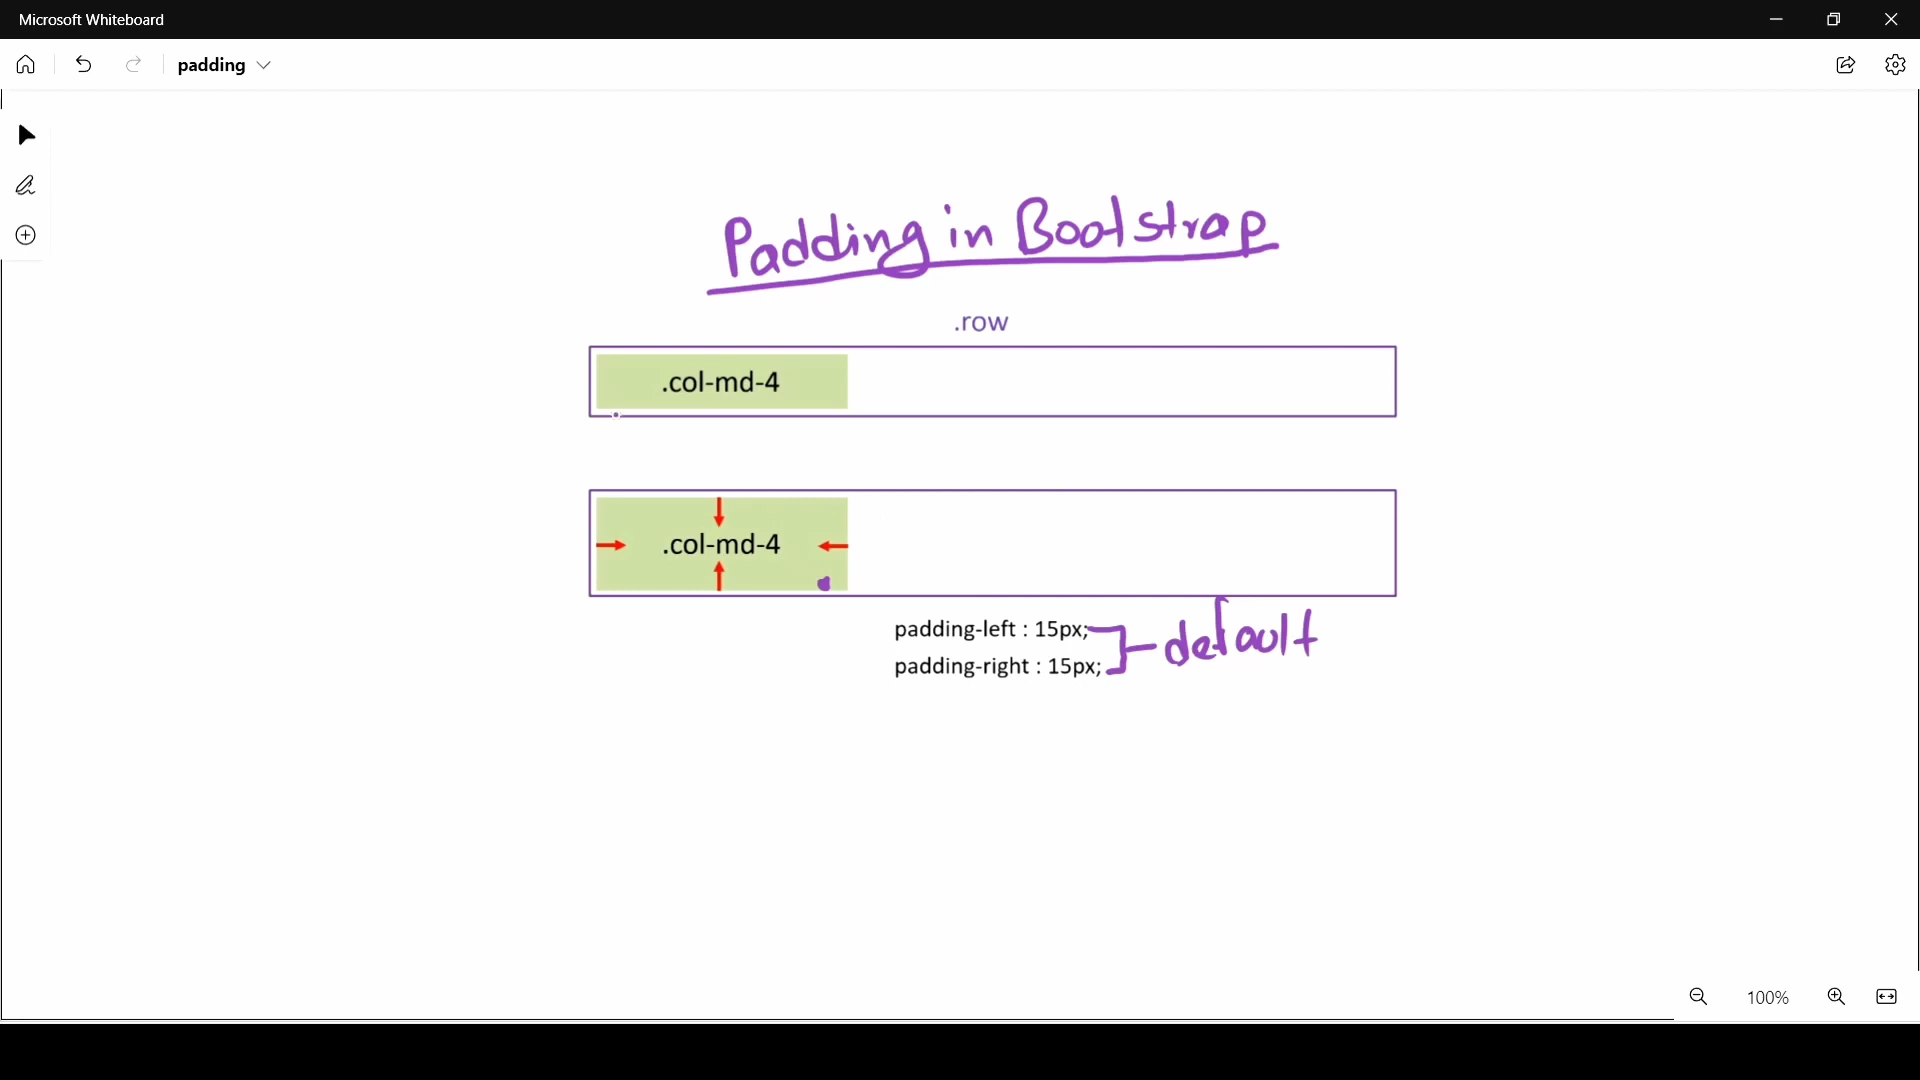 Microsoft Whiteboard
padding
Padding in Bootstrap
.row
.col-md-4
.col-md-4
padding-left : 15px;
padding-right : 15px;
default
100%